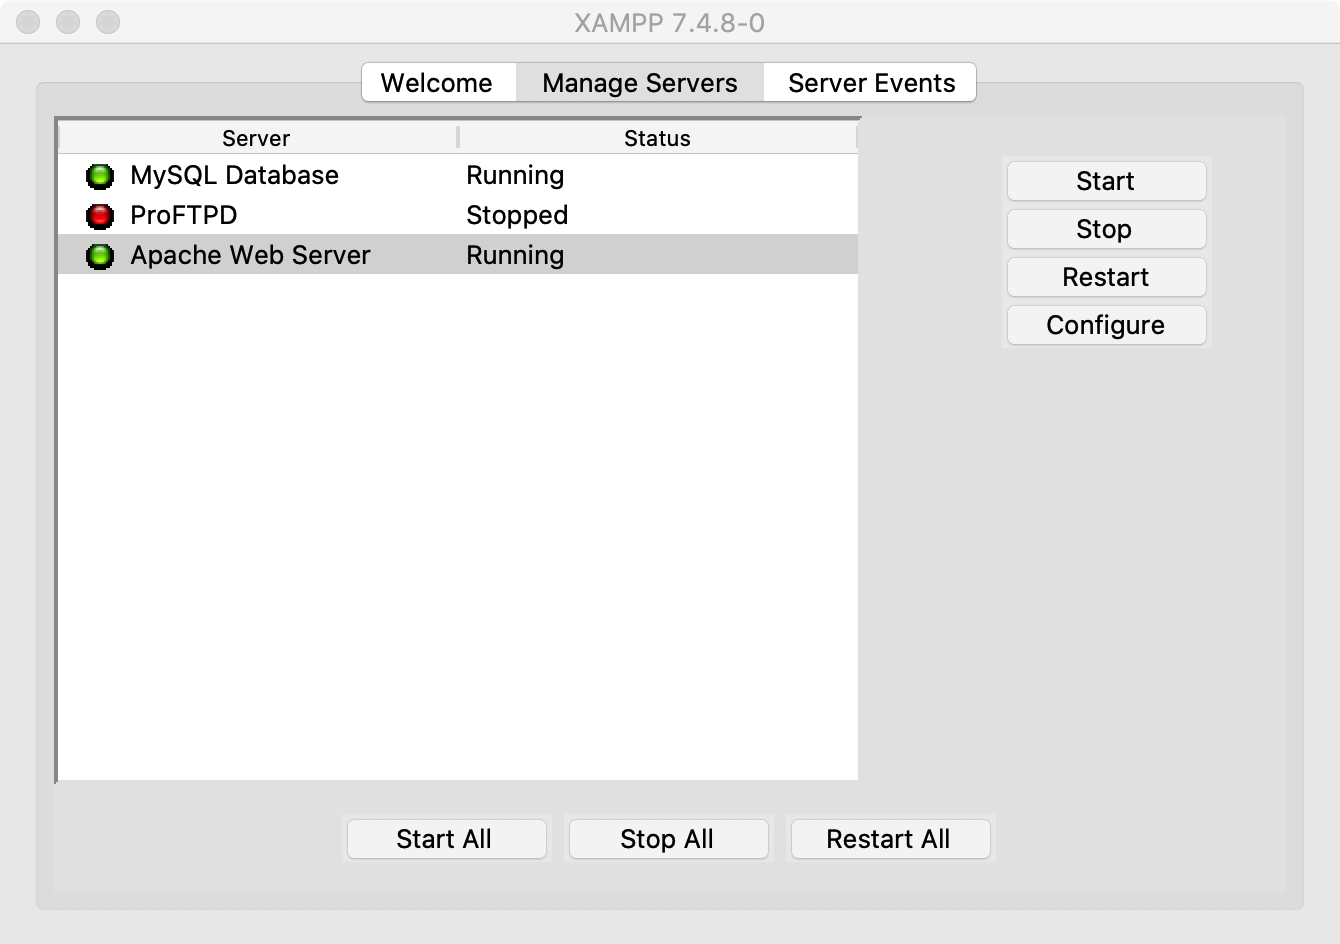 XAMPP 7.4.8-0
Welcome Manage Servers Server Events
Server Status
MySQL Database Running
ProFTPD Stopped
Apache Web Server Running
Start
Stop
Restart
Configure
Start All Stop All Restart All